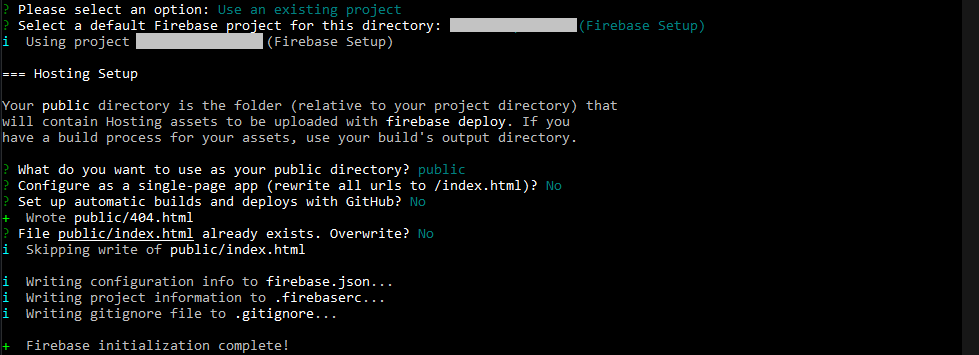 ? Please select an option: Use an existing project
? Select a default Firebase project for this directory: (Firebase Setup)
i Using project (Firebase Setup)
=== Hosting Setup
Your public directory is the folder (relative to your project directory) that
will contain Hosting assets to be uploaded with firebase deploy. If you
have a build process for your assets, use your build's output directory.
? What do you want to use as your public directory? public
? Configure as a single-page app (rewrite all urls to /index.html)? No
? Set up automatic builds and deploys with GitHub? No
+ Wrote public/404.html
? File public/index.html already exists. Overwrite? No
i Skipping write of public/index.html
i Writing configuration info to firebase.json...
i Writing project information to .firebaserc...
i Writing gitignore file to .gitignore...
+ Firebase initialization complete!